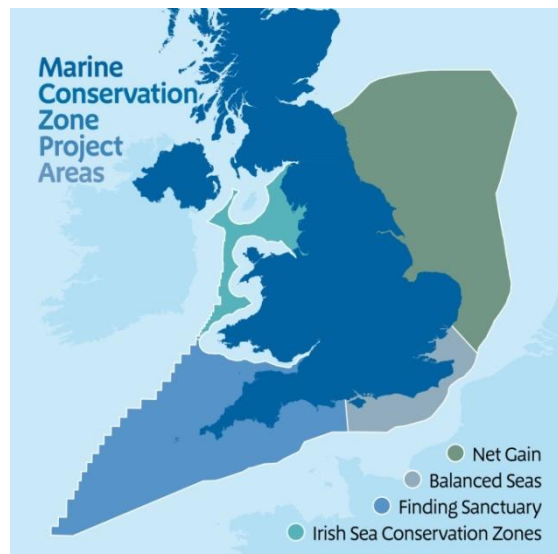 Marine
Conservation
Zone
Project
Areas
Net Gain
Balanced Seas
Finding Sanctuary
Irish Sea Conservation Zones